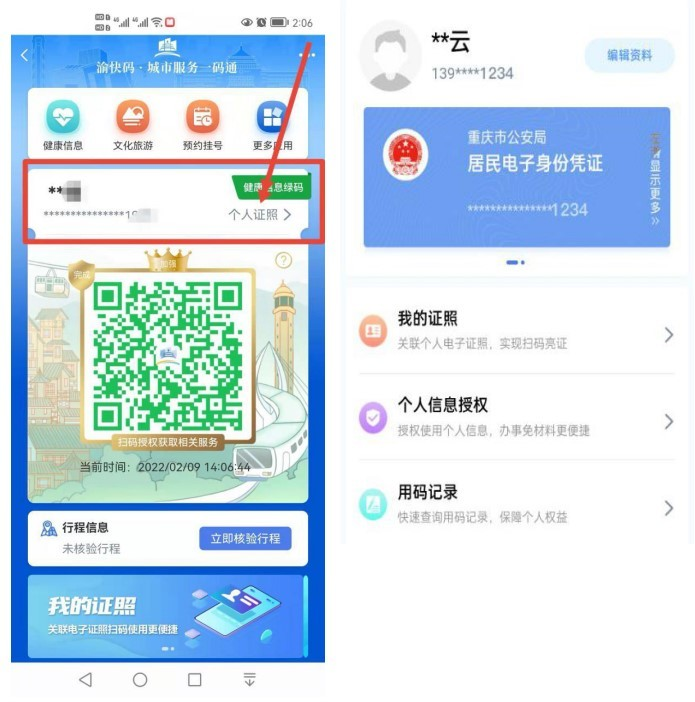 2:06
渝快码·城市服务一码通
健康信息
文化旅游
预约挂号
更多应用
**
健康信息绿码
***************19
个人证照
完成
增强
?
扫码授权获取相关服务
当前时间：2022/02/09 14:06:44
行程信息
未核验行程
立即核验行程
我的证照
关联电子证照扫码使用更便捷
**云
139****1234
编辑资料
重庆市公安局
居民电子身份凭证
**************1234
显示更多
我的证照
关联个人电子证照，实现扫码亮证
个人信息授权
授权使用个人信息，办事免材料更便捷
用码记录
快速查询用码记录，保障个人权益